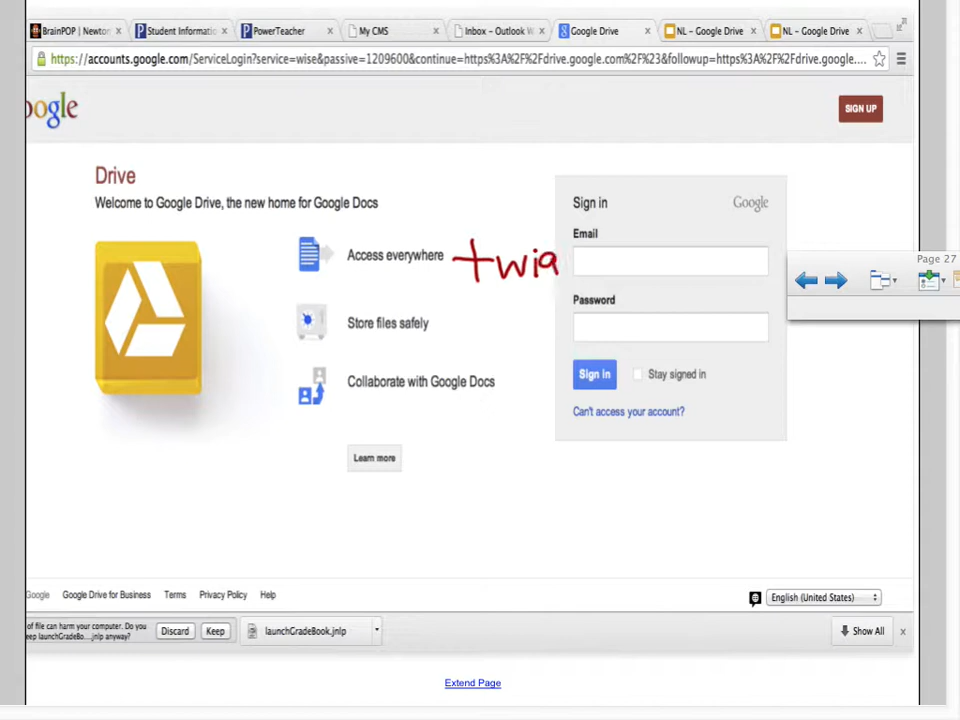 BrainPOP | Newton
Student Informatio
PowerTeacher
My CMS
Inbox – Outlook W
Google Drive
NL – Google Drive
NL – Google Drive
https://accounts.google.com/ServiceLogin?service=wise&passive=1209600&continue=https%3A%2F%2Fdrive.google.com%2F%23&followup=https%3A%2F%2Fdrive.google....
oogle
SIGN UP
Drive
Welcome to Google Drive, the new home for Google Docs
Access everywhere
twia
Store files safely
Collaborate with Google Docs
Learn more
Sign in
Google
Email
Password
Sign in
Stay signed in
Can't access your account?
Page 27
Google
Google Drive for Business
Terms
Privacy Policy
Help
English (United States)
of file can harm your computer. Do you
eep launchGradeBo....jnlp anyway?
Discard
Keep
launchGradeBook.jnlp
Show All
Extend Page